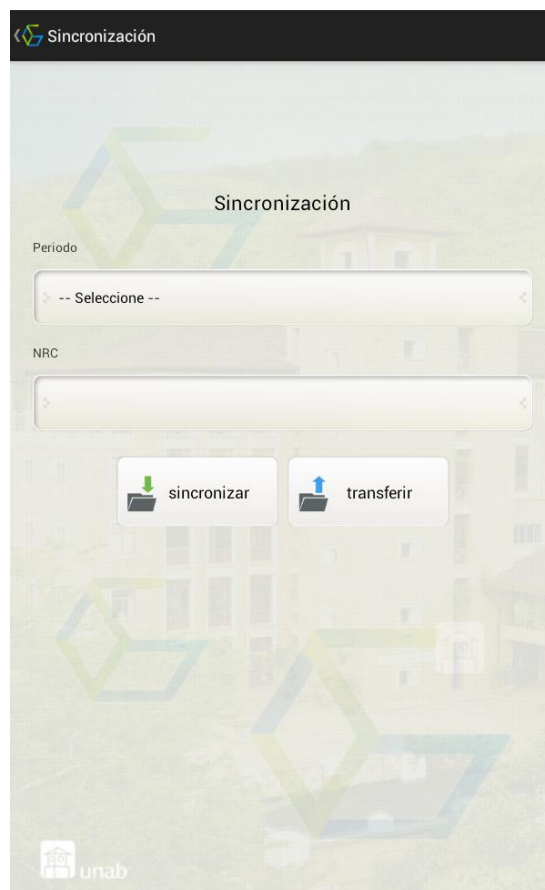 Sincronización
Sincronización
Periodo
-- Seleccione --
NRC
sincronizar
transferir
unab